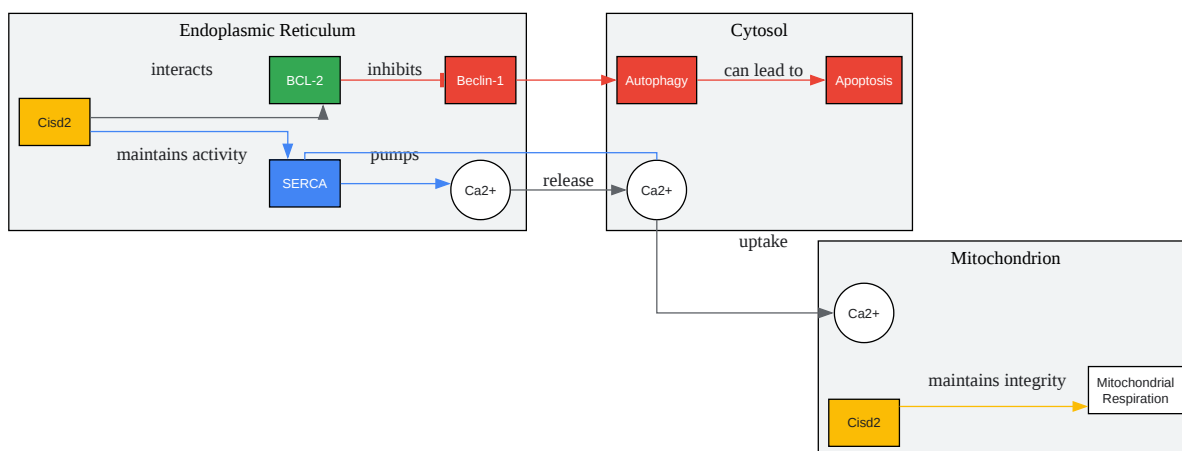 Endoplasmic Reticulum
interacts
BCL-2
inhibits
Beclin-1
Cisd2
maintains activity
SERCA
pumps
Ca2+
release
Cytosol
Autophagy
can lead to
Apoptosis
Ca2+
uptake
Mitochondrion
Ca2+
maintains integrity
Mitochondrial
Respiration
Cisd2